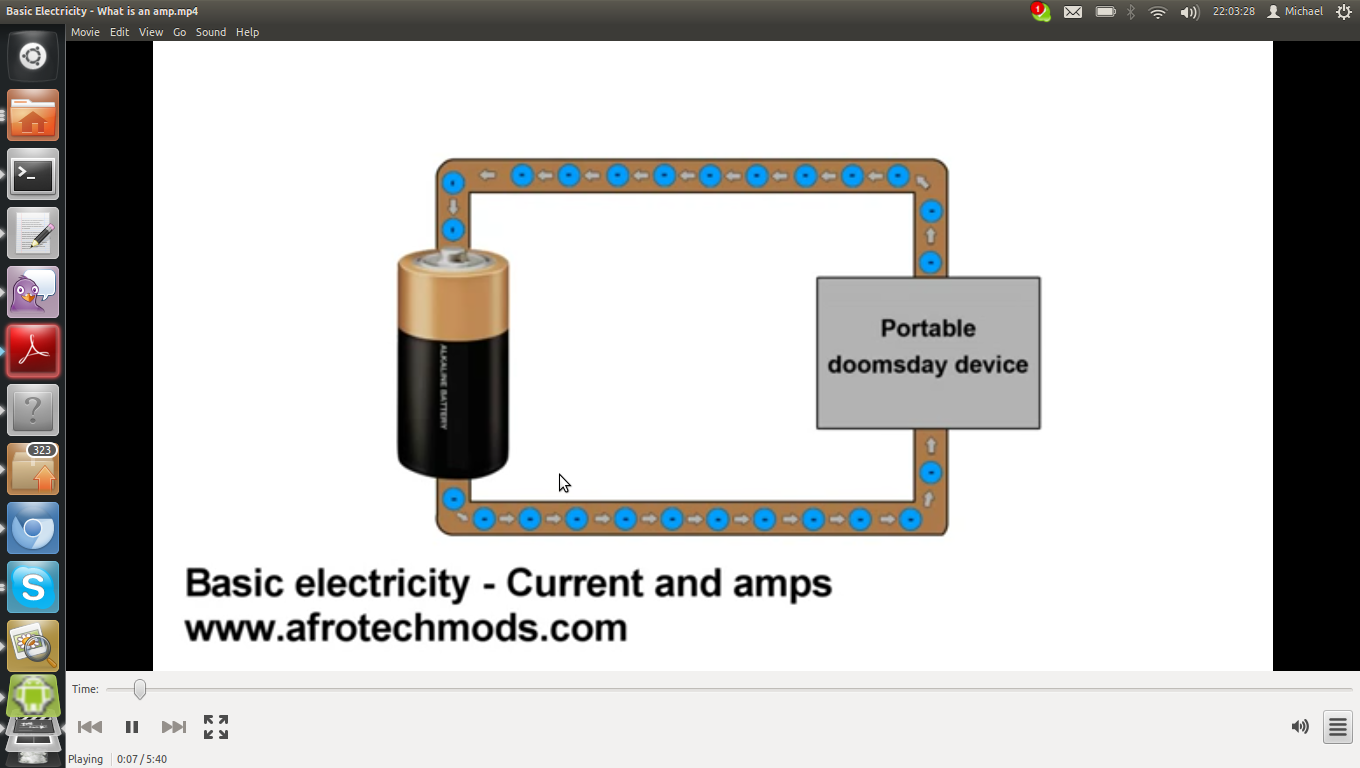 Basic Electricity - What is an amp.mp4
1
22:03:28
Michael
Movie Edit View Go Sound Help
>_
?
323
S
ALKALINE BATTERY
Portable
doomsday device
Basic electricity - Current and amps
www.afrotechmods.com
Time:
Playing
0:07 / 5:40